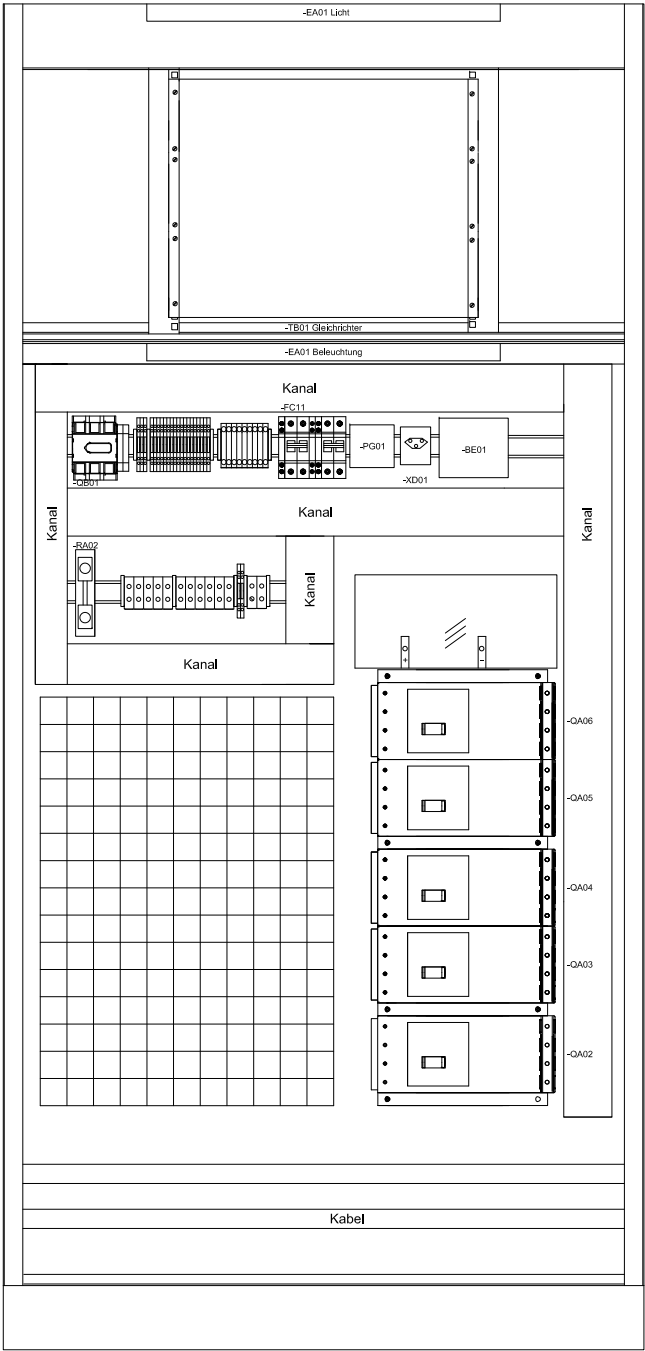 -EA01 Licht
-TB01 Gleichrichter
-EA01 Beleuchtung
Kanal
-FC11
-PG01
-BE01
-QB01
-XD01
Kanal
Kanal
Kanal
-RA02
Kanal
Kanal
+
-
-QA06
-QA05
-QA04
-QA03
-QA02
Kabel